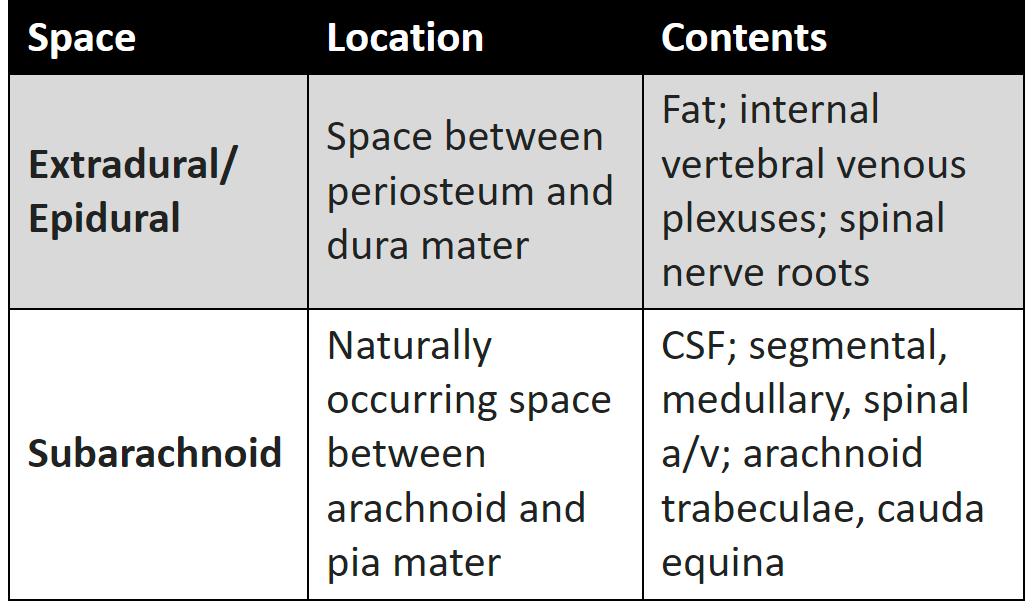 Space
Location
Contents
Extradural/
Epidural
Space between
periosteum and
dura mater
Fat; internal
vertebral venous
plexuses; spinal
nerve roots
Subarachnoid
Naturally
occurring space
between
arachnoid and
pia mater
CSF; segmental,
medullary, spinal
a/v; arachnoid
trabeculae, cauda
equina